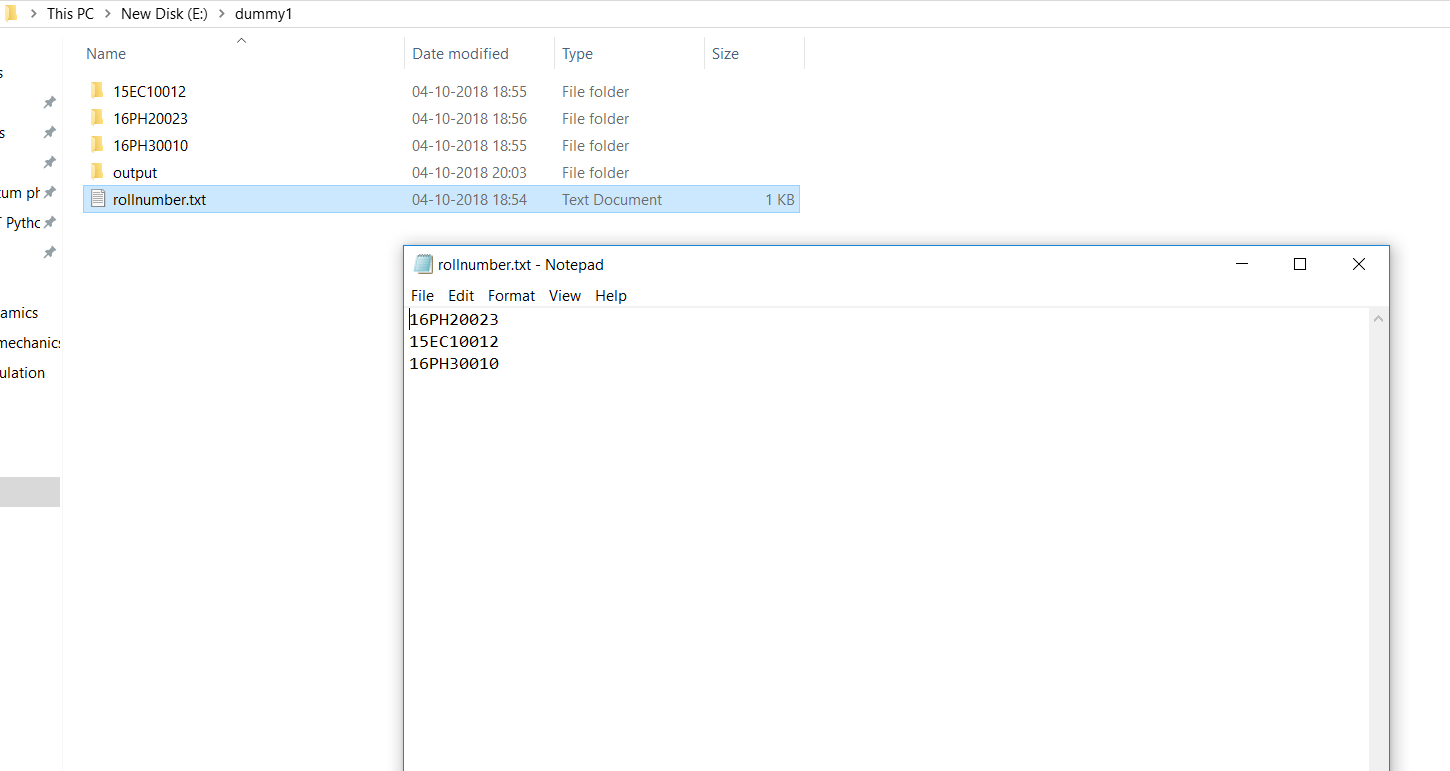 This PC > New Disk (E:) > dummy1
Name Date modified Type Size
15EC10012 04-10-2018 18:55 File folder
16PH20023 04-10-2018 18:56 File folder
16PH30010 04-10-2018 18:55 File folder
output 04-10-2018 20:03 File folder
rollnumber.txt 04-10-2018 18:54 Text Document 1 KB
s
s
tum ph
T Pytho
amics
mechanics
ulation
rollnumber.txt - Notepad
File Edit Format View Help
16PH20023
15EC10012
16PH30010